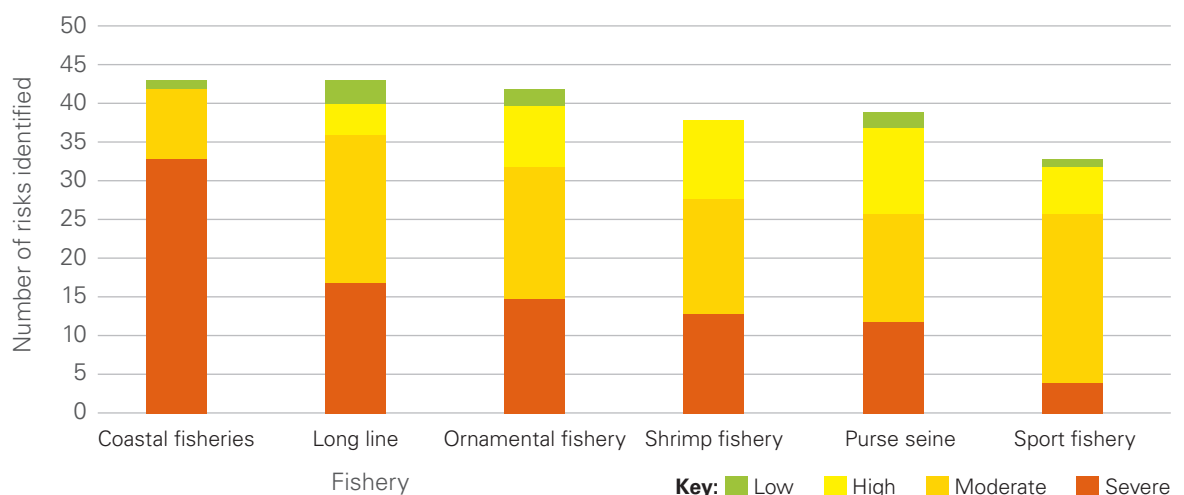 50
45
40
35
30
25
20
15
10
5
0
Number of risks identified
Coastal fisheries Long line Ornamental fishery Shrimp fishery Purse seine Sport fishery
Fishery
Key: Low High Moderate Severe